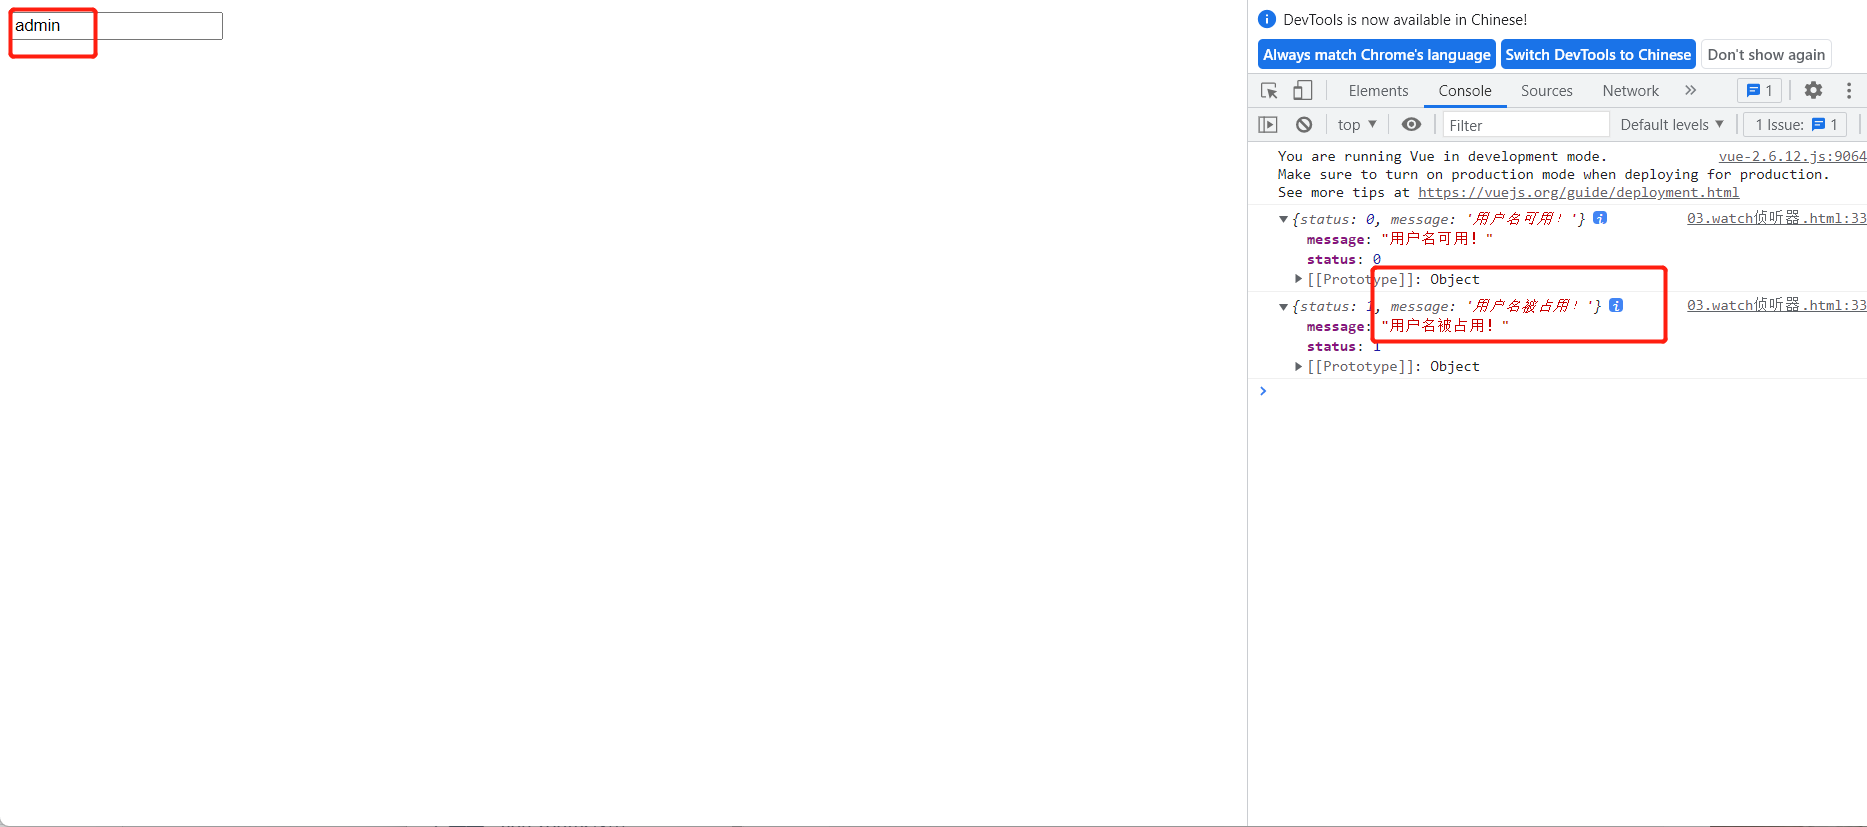 admin
DevTools is now available in Chinese!
Always match Chrome's language
Switch DevTools to Chinese
Don't show again
Elements
Console
Sources
Network
1
top
Filter
Default levels
1 Issue: 1
You are running Vue in development mode. vue-2.6.12.js:9064
Make sure to turn on production mode when deploying for production.
See more tips at https://vuejs.org/guide/deployment.html
{status: 0, message: '用户名可用！'} 03.watch侦听器.html:33
message: "用户名可用！"
status: 0
[[Prototype]]: Object
{status: 1, message: '用户名被占用！'} 03.watch侦听器.html:33
message: "用户名被占用！"
status: 1
[[Prototype]]: Object